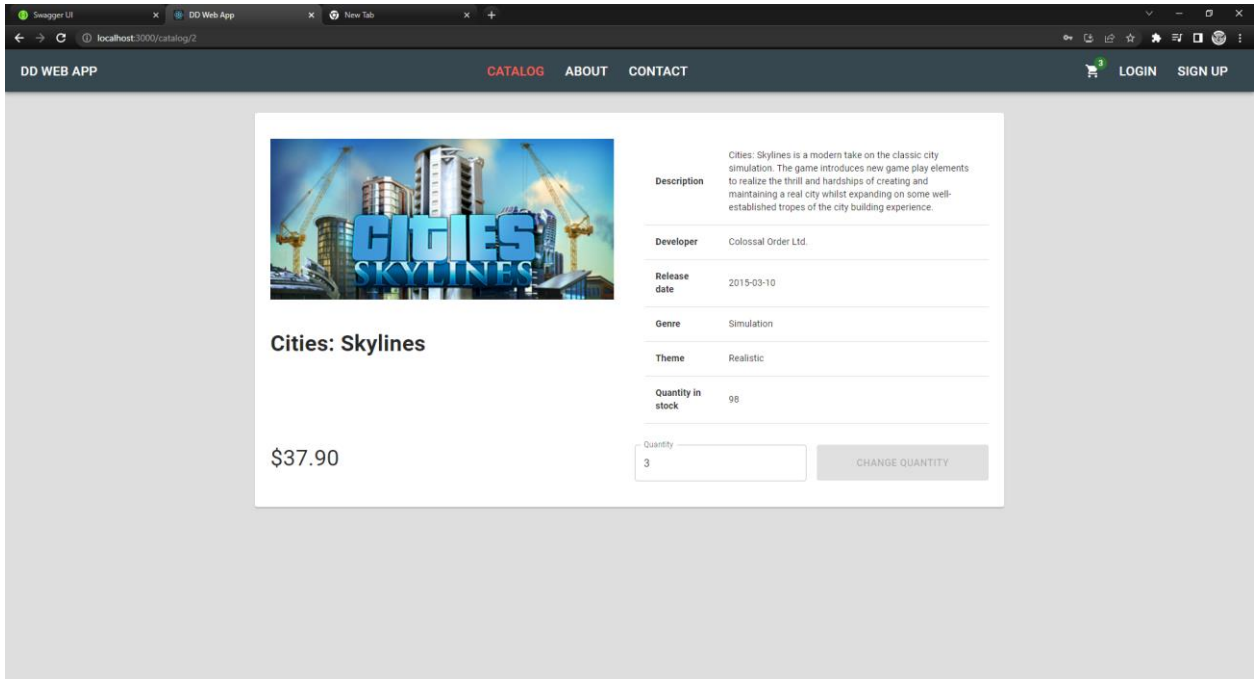 Swagger UI
DD Web App
New Tab
localhost:3000/catalog/2
DD WEB APP
CATALOG
ABOUT
CONTACT
3
LOGIN
SIGN UP
CITIES
SKYLINES
Cities: Skylines
$37.90
Description
Cities: Skylines is a modern take on the classic city
simulation. The game introduces new game play elements
to realize the thrill and hardships of creating and
maintaining a real city whilst expanding on some well-
established tropes of the city building experience.
Developer
Colossal Order Ltd.
Release
date
2015-03-10
Genre
Simulation
Theme
Realistic
Quantity in
stock
98
Quantity
3
CHANGE QUANTITY